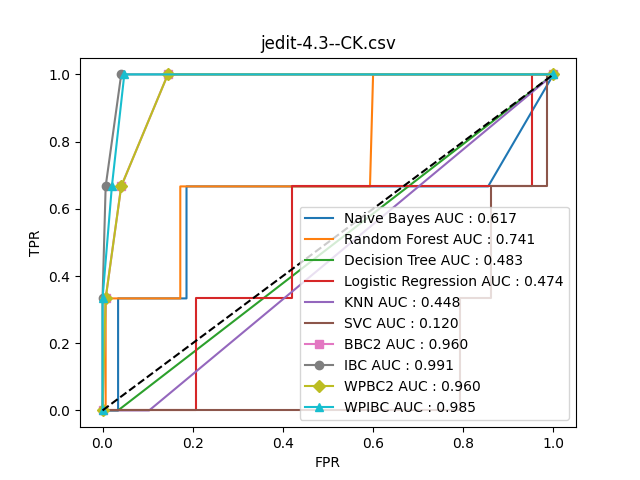 jedit-4.3--CK.csv
1.0
0.8
0.6
0.4
0.2
0.0
TPR
Naive Bayes AUC : 0.617
Random Forest AUC : 0.741
Decision Tree AUC : 0.483
Logistic Regression AUC : 0.474
KNN AUC : 0.448
SVC AUC : 0.120
BBC2 AUC : 0.960
IBC AUC : 0.991
WPBC2 AUC : 0.960
WPIBC AUC : 0.985
0.0 0.2 0.4 0.6 0.8 1.0
FPR